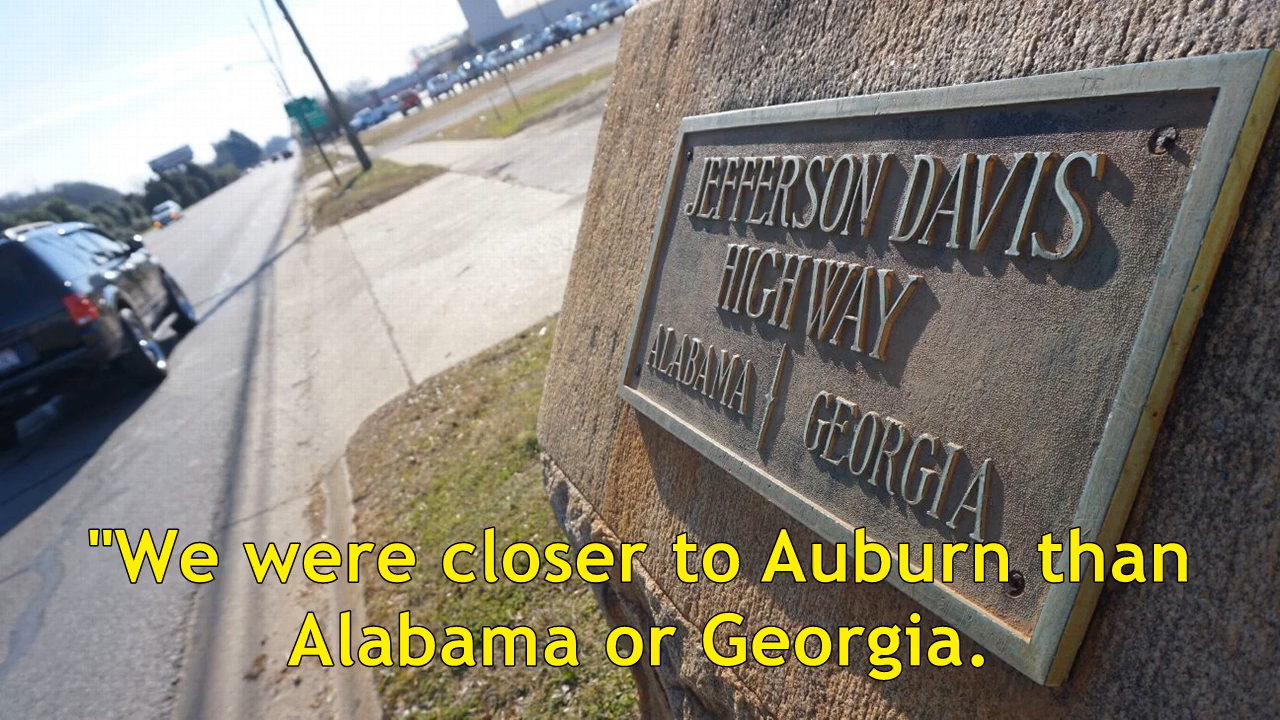 JEFFERSON DAVIS
HIGHWAY
ALABAMA
GEORGIA
"We were closer to Auburn than
Alabama or Georgia.